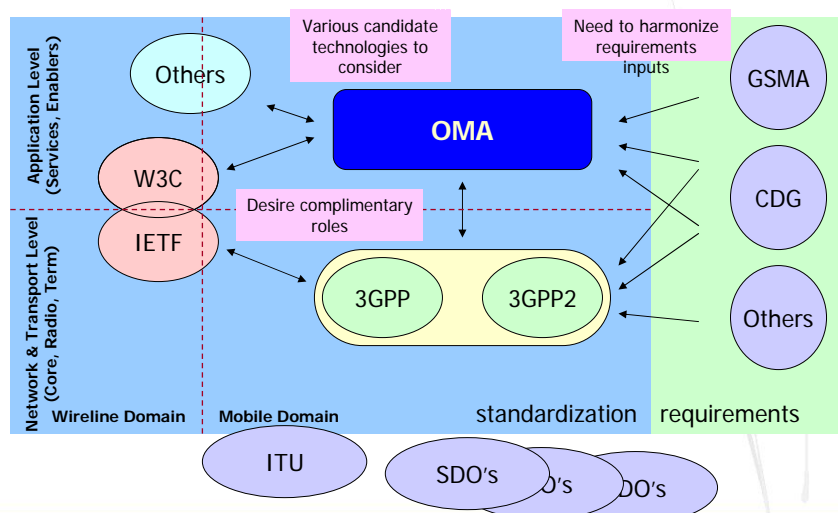 Various candidate
technologies to
consider
Need to harmonize
requirements
inputs
Application Level
(Services, Enablers)
Others
OMA
GSMA
W3C
CDG
Desire complimentary
roles
IETF
Network & Transport Level
(Core, Radio, Term)
3GPP
3GPP2
Others
Wireline Domain
Mobile Domain
standardization
requirements
ITU
SDO's
O's
DO's